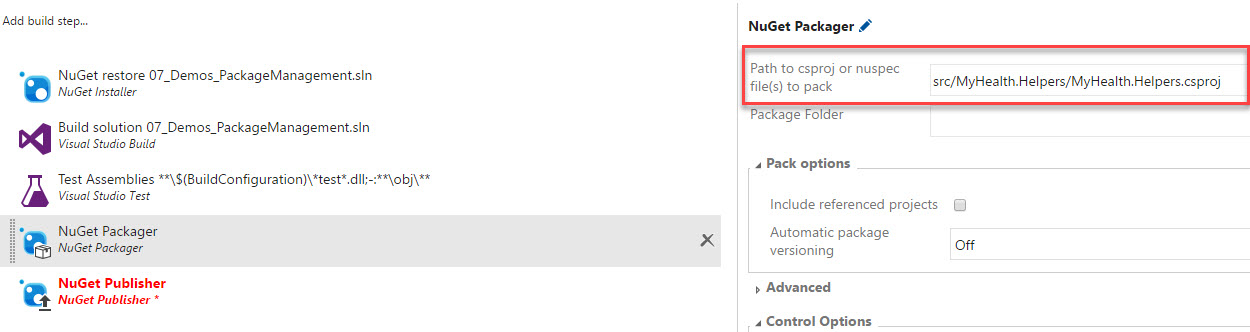 Add build step...
NuGet restore 07_Demos_PackageManagement.sln
NuGet Installer
Build solution 07_Demos_PackageManagement.sln
Visual Studio Build
Test Assemblies **\$(BuildConfiguration)\*test*.dll;-:**\obj\**
Visual Studio Test
NuGet Packager
NuGet Packager
NuGet Publisher
NuGet Publisher *
NuGet Packager
Path to csproj or nuspec
file(s) to pack
src/MyHealth.Helpers/MyHealth.Helpers.csproj
Package Folder
Pack options
Include referenced projects
Automatic package
versioning
Off
Advanced
Control Options